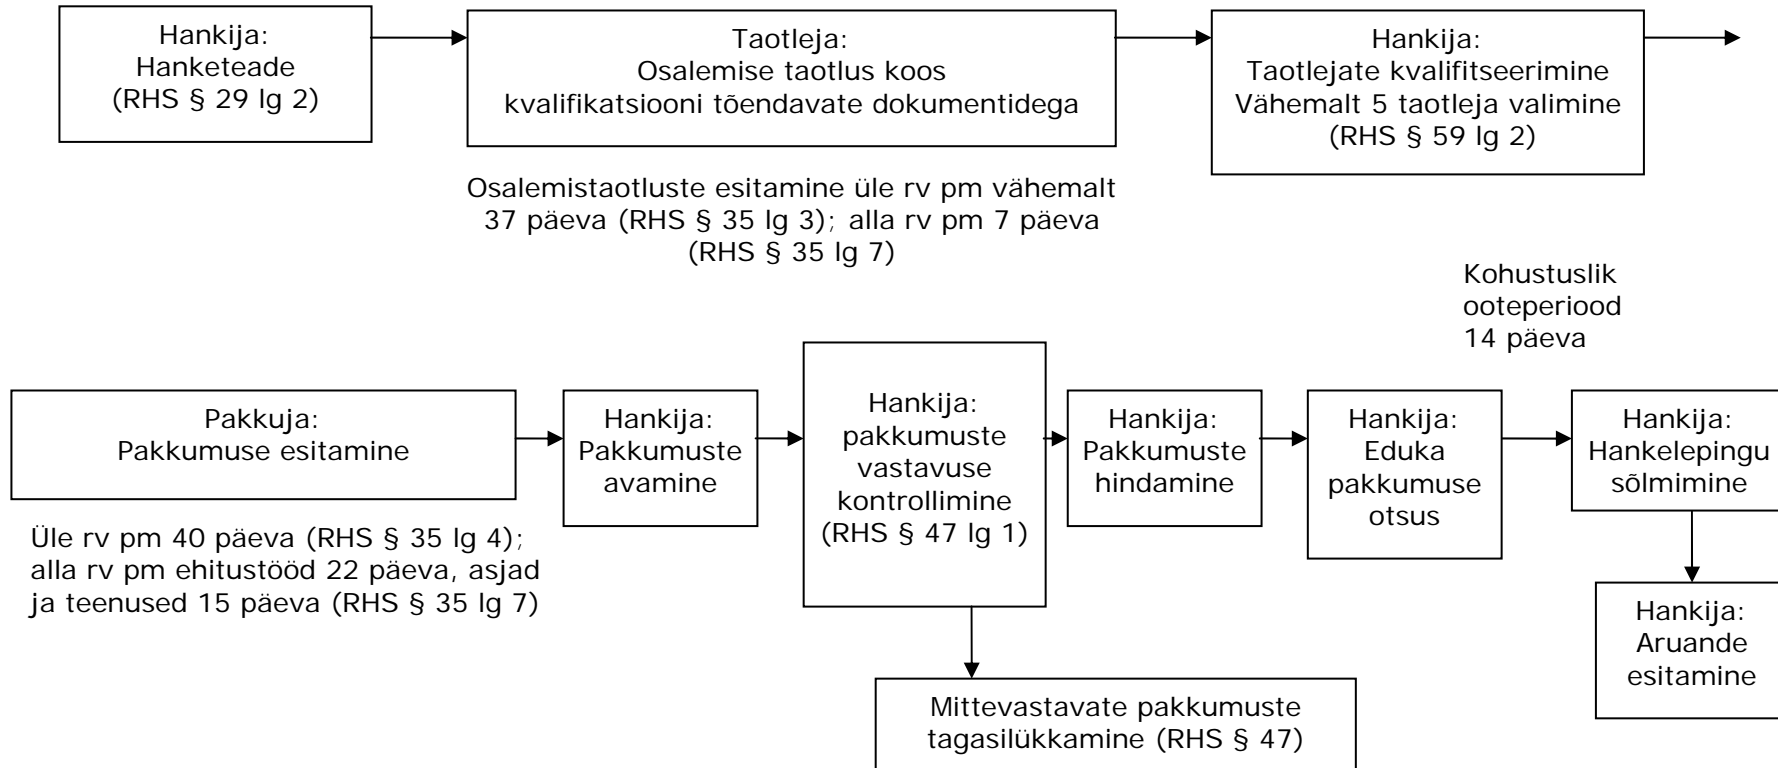 Hankija:
Hanketeade
(RHS § 29 lg 2)
Taotleja:
Osalemise taotlus koos
kvalifikatsiooni tõendavate dokumentidega
Hankija:
Taotlejate kvalifitseerimine
Vähemalt 5 taotleja valimine
(RHS § 59 lg 2)
Osalemistaotluste esitamine üle rv pm vähemalt
37 päeva (RHS § 35 lg 3); alla rv pm 7 päeva
(RHS § 35 lg 7)
Kohustuslik
ooteperiood
14 päeva
Pakkuja:
Pakkumuse esitamine
Hankija:
Pakkumuste
avamine
Hankija:
pakkumuste
vastavuse
kontrollimine
(RHS § 47 lg 1)
Hankija:
Pakkumuste
hindamine
Hankija:
Eduka
pakkumuse
otsus
Hankija:
Hankelepingu
sõlmimine
Üle rv pm 40 päeva (RHS § 35 lg 4);
alla rv pm ehitustööd 22 päeva, asjad
ja teenused 15 päeva (RHS § 35 lg 7)
Hankija:
Aruande
esitamine
Mittevastavate pakkumuste
tagasilükkamine (RHS § 47)